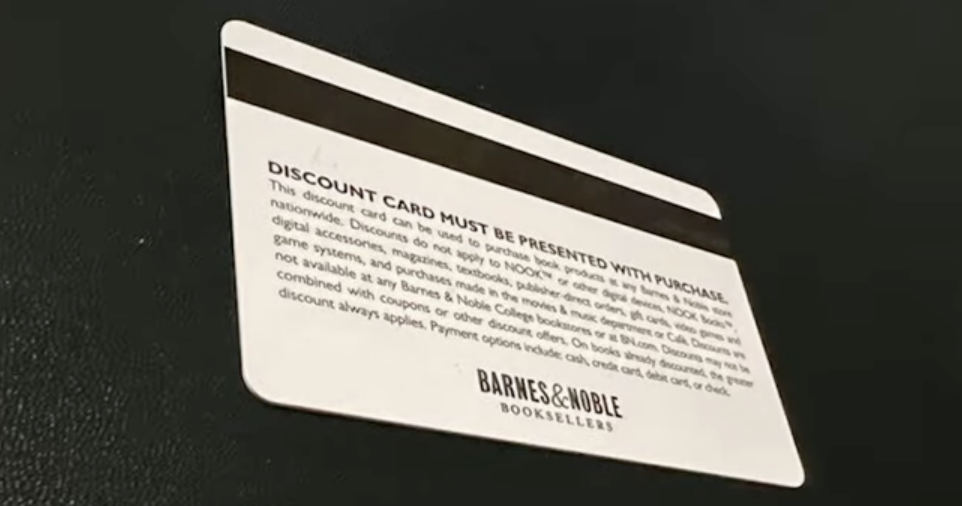 DISCOUNT CARD MUST BE PRESENTED WITH PURCHASE.
This discount card can be used to purchase book products at any Barnes & Noble store
nationwide. Discounts do not apply to NOOK™ or other digital devices, NOOK Books™,
digital accessories, magazines, textbooks, publisher-direct orders, gift cards, video games and
game systems, and purchases made in the movies & music department or Café. Discounts are
not available at any Barnes & Noble College bookstores or at BN.com. Discounts may not be
combined with coupons or other discount offers. On books already discounted, the greater
discount always applies. Payment options include: cash, credit card, debit card, or check.
BARNES&NOBLE
BOOKSELLERS